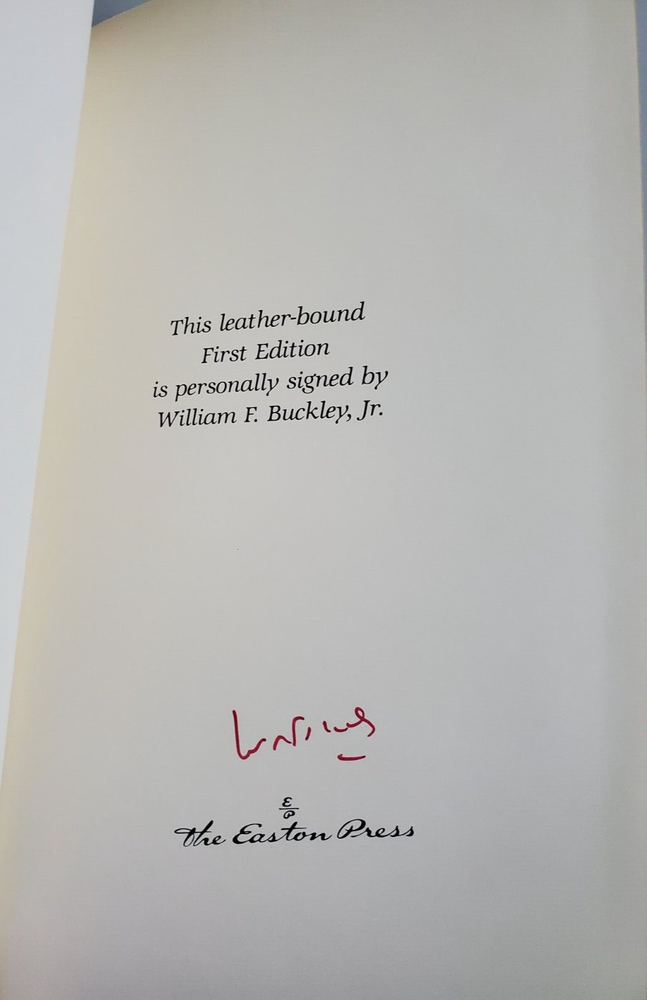 This leather-bound
First Edition
is personally signed by
William F. Buckley, Jr.
E
P
The Easton Press